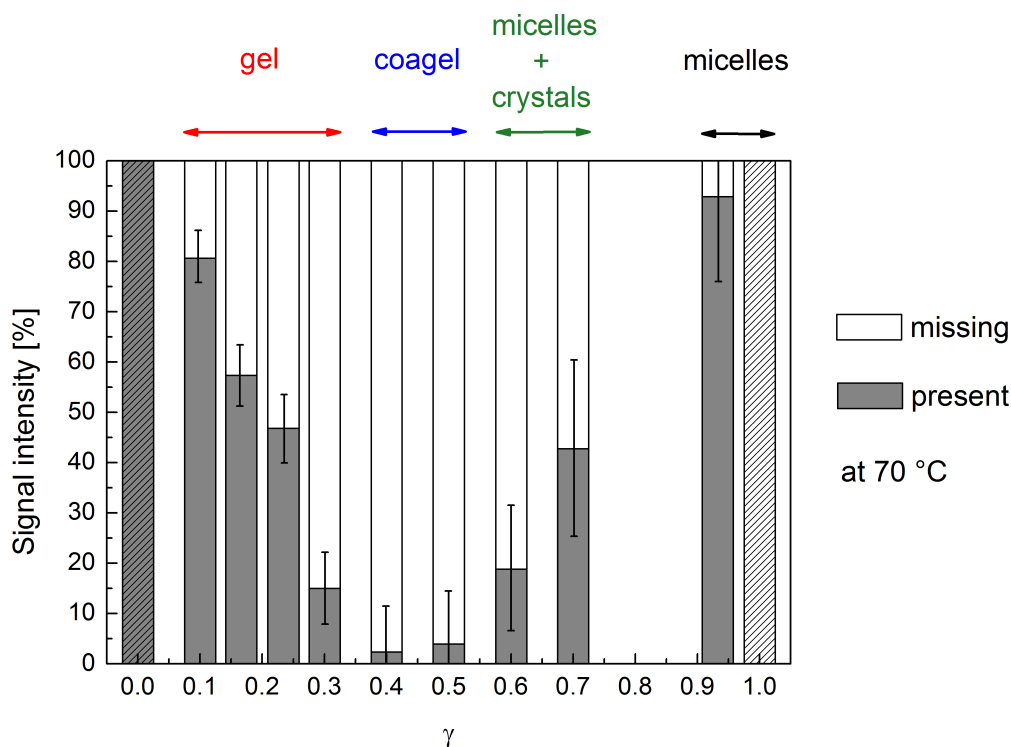 micelles
gel
coagel
+
micelles
crystals
100
90
80
70
60
50
40
30
20
10
0
Signal intensity [%]
0.0 0.1 0.2 0.3 0.4 0.5 0.6 0.7 0.8 0.9 1.0
γ
missing
present
at 70 °C